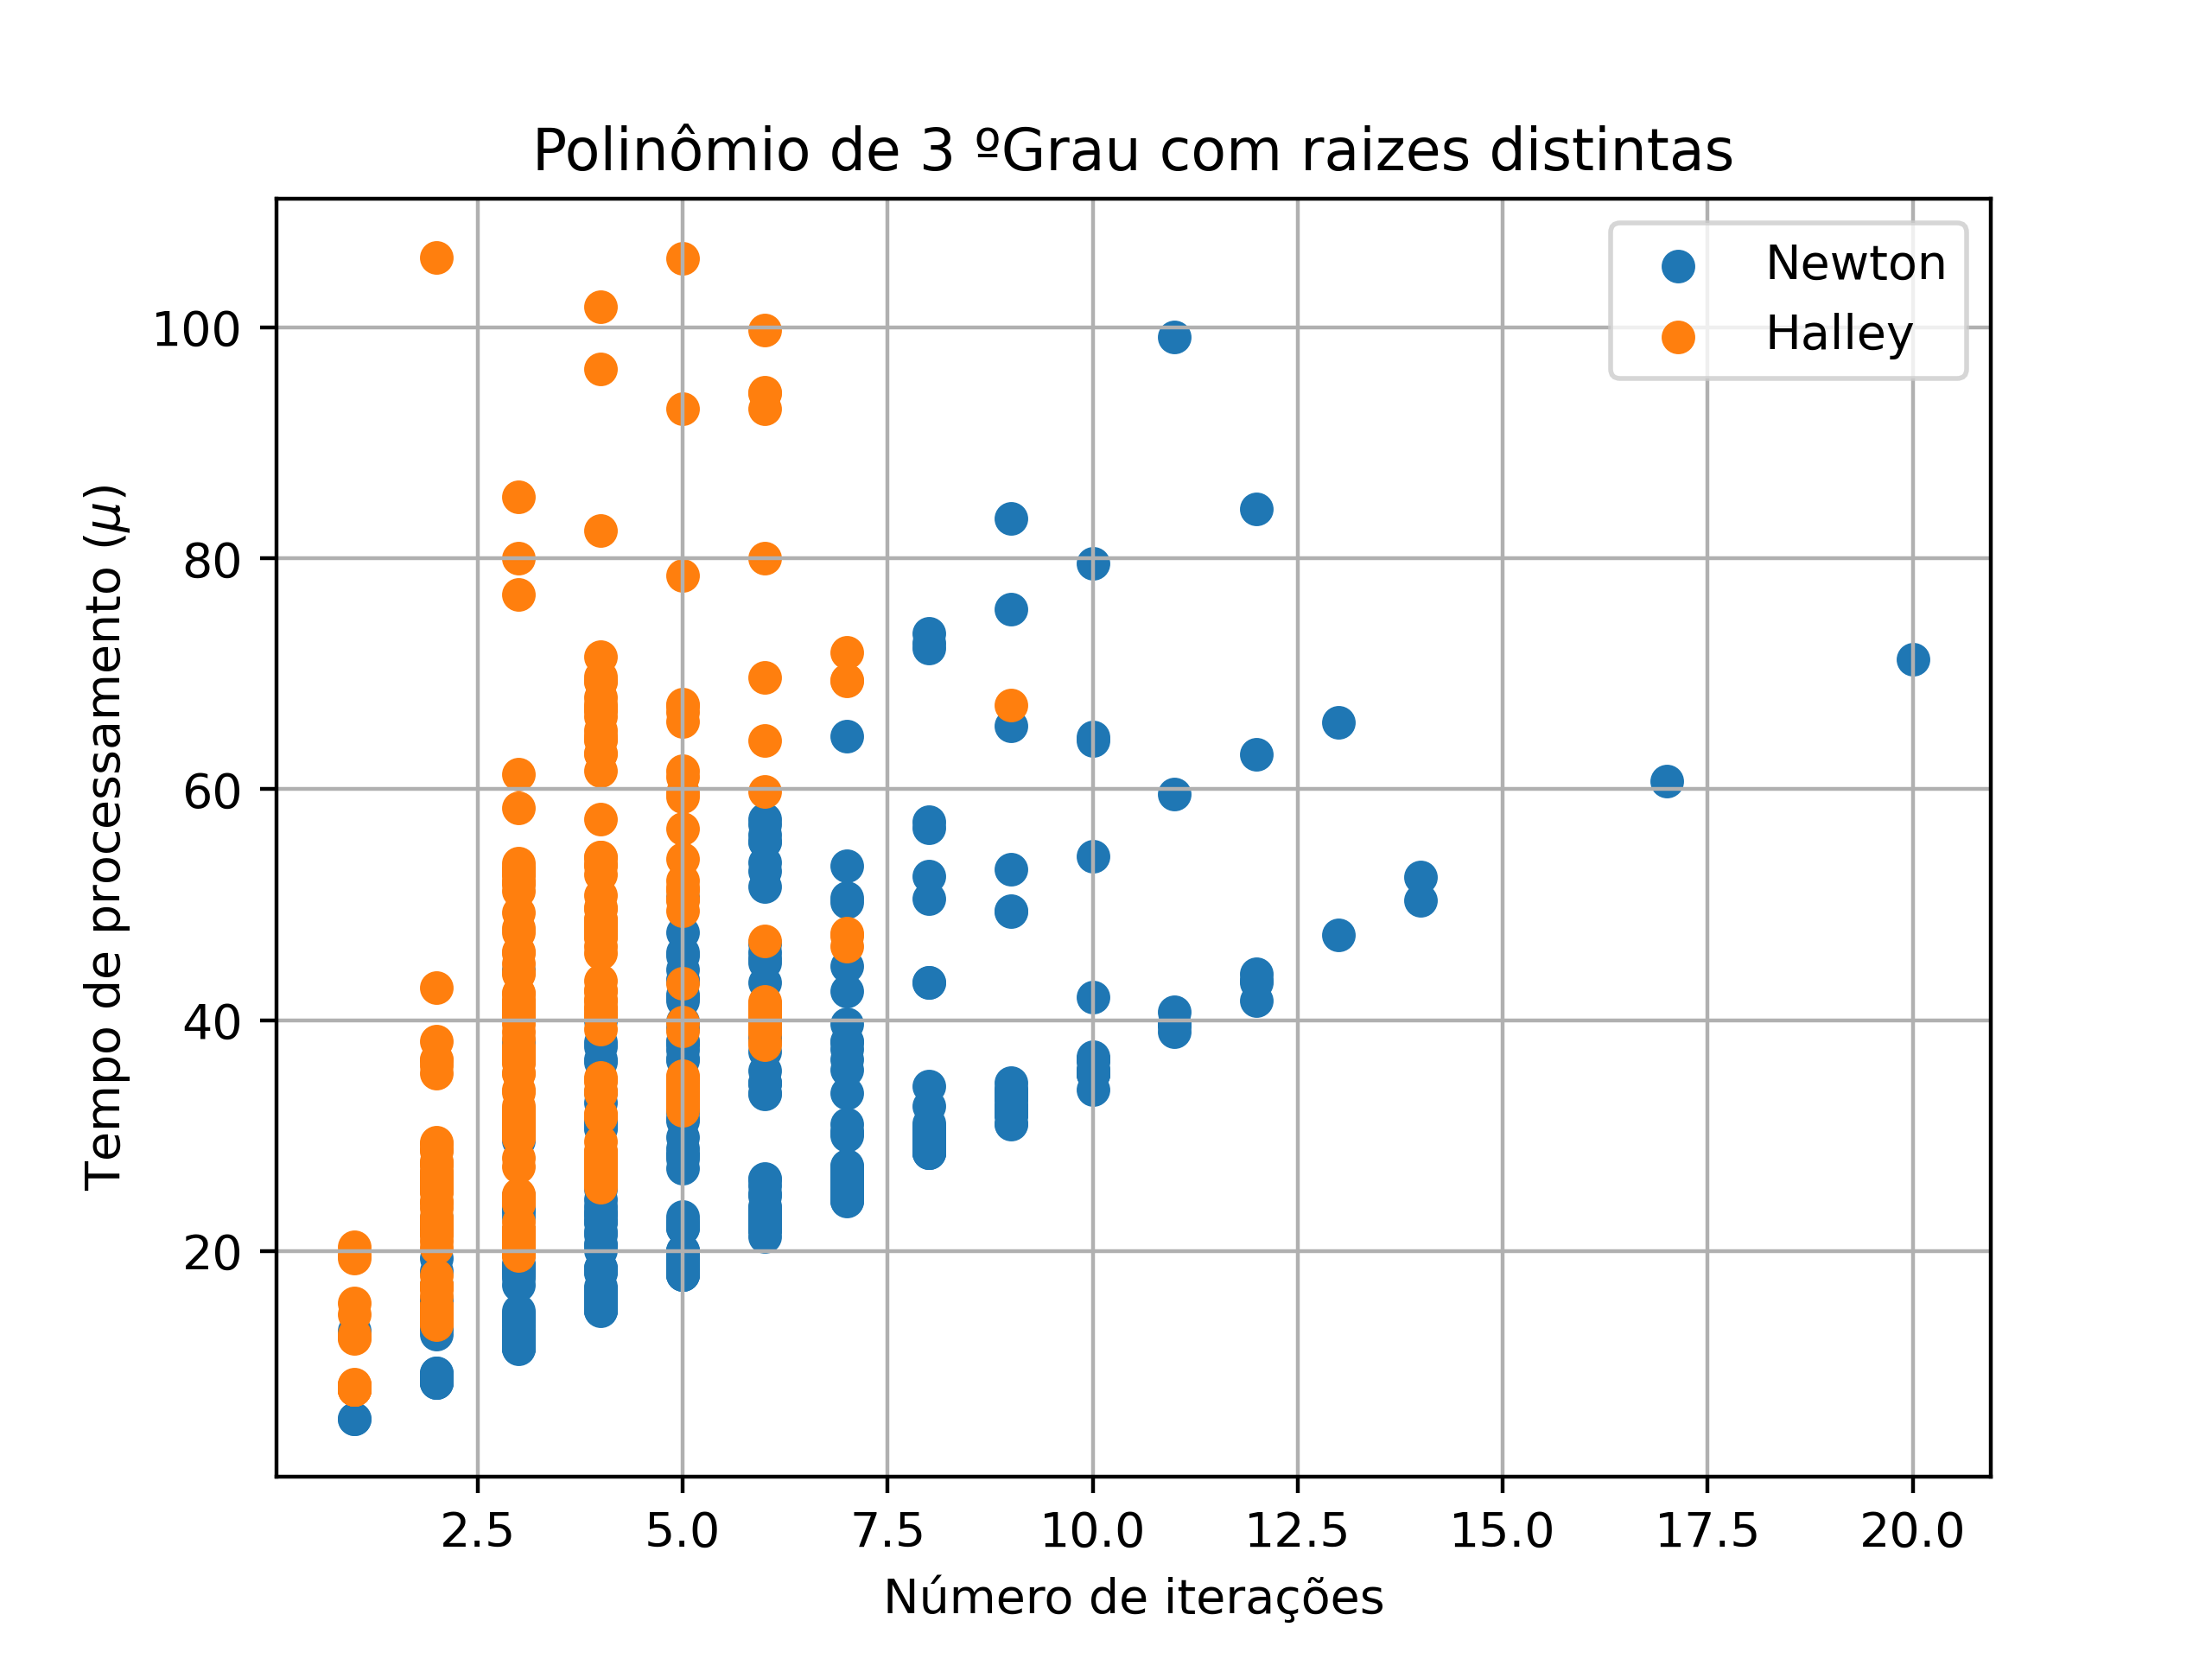 Polinômio de 3 ºGrau com raizes distintas
Newton
Halley
Tempo de processamento (μ)
100
80
60
40
20
2.5 5.0 7.5 10.0 12.5 15.0 17.5 20.0
Número de iterações